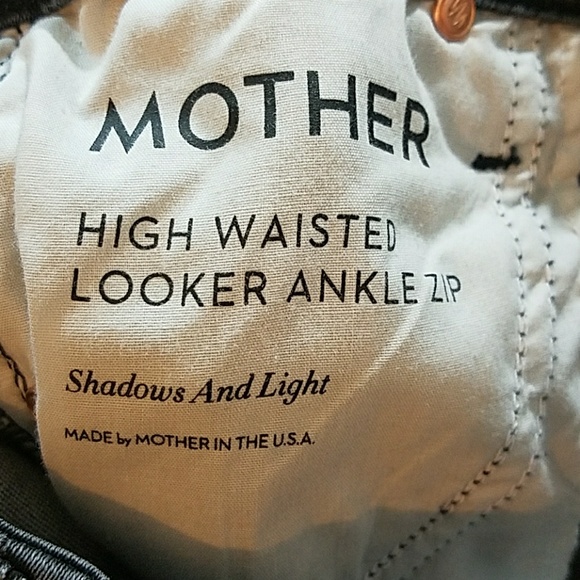 MOTHER
HIGH WAISTED
LOOKER ANKLE ZIP
Shadows And Light
MADE by MOTHER IN THE U.S.A.